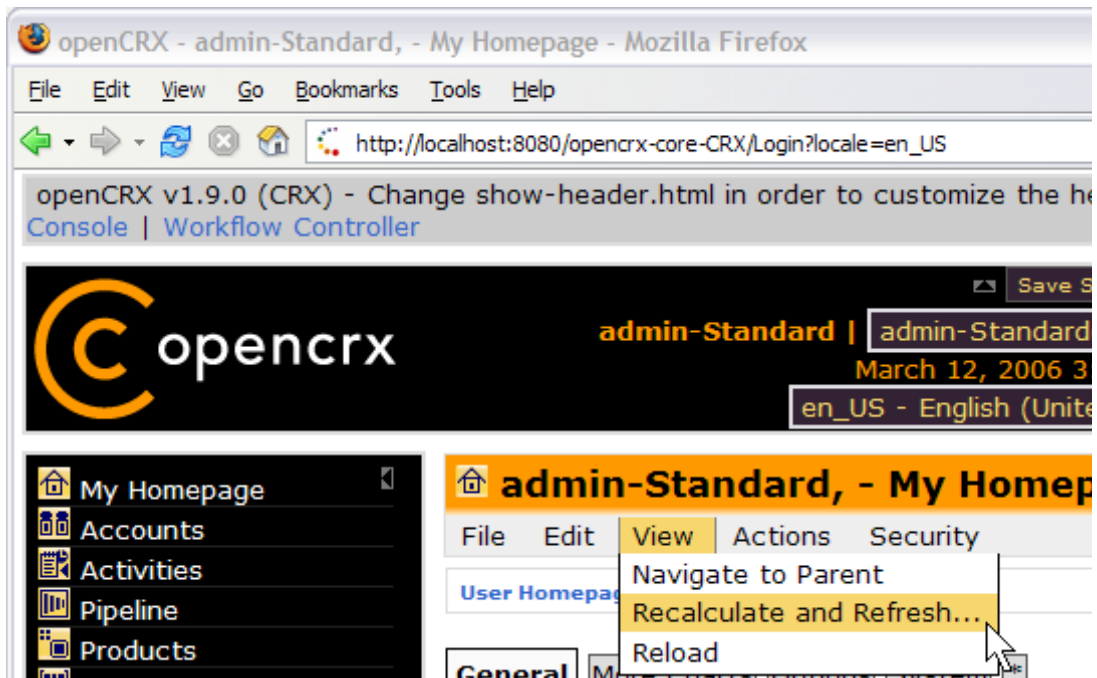 openCRX - admin-Standard, - My Homepage - Mozilla Firefox
File Edit View Go Bookmarks Tools Help
http://localhost:8080/opencrx-core-CRX/Login?locale=en_US
openCRX v1.9.0 (CRX) - Change show-header.html in order to customize the he
Console | Workflow Controller
Save S
opencrx
admin-Standard | admin-Standard
March 12, 2006 3
en_US - English (Unite
My Homepage
Accounts
Activities
Pipeline
Products
admin-Standard, - My Homep
File Edit View Actions Security
Navigate to Parent
User Homepag
Recalculate and Refresh...
Reload
General